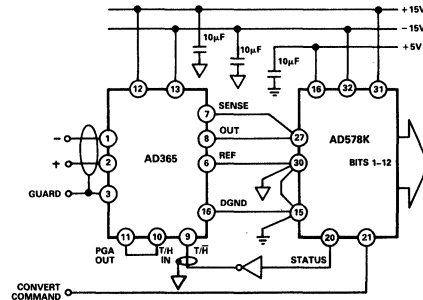 +15V
-15V
+5V
10µF
10µF
10µF
12
13
16
32
31
SENSE
7
OUT
8
27
AD578K
1
AD365
REF
6
30
BITS 1–12
2
GUARD
3
DGND
16
15
11
10
9
20
21
PGA OUT
T/H IN
T/H̅
STATUS
CONVERT COMMAND
−
+